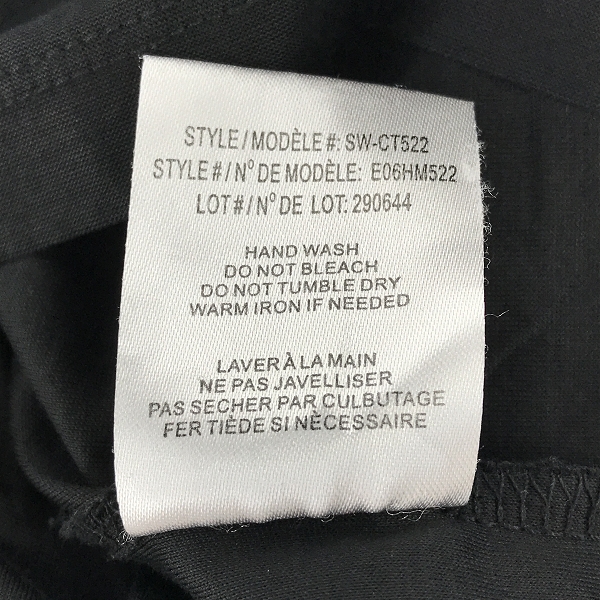 STYLE/MODÈLE#: SW-CT522
STYLE#/Nº DE MODÈLE: E06HM522
LOT#/Nº DE LOT: 290644
HAND WASH
DO NOT BLEACH
DO NOT TUMBLE DRY
WARM IRON IF NEEDED
LAVER À LA MAIN
NE PAS JAVELLISER
PAS SECHER PAR CULBUTAGE
FER TIÈDE SI NÈCESSAIRE